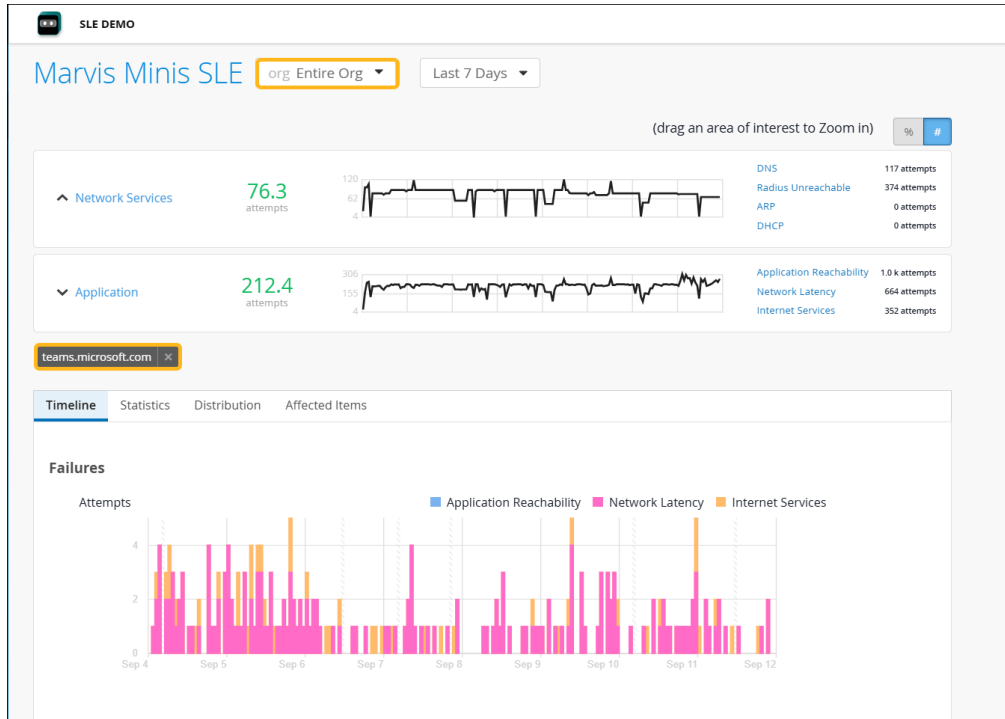 SLE DEMO
Marvis Minis SLE
org Entire Org
Last 7 Days
(drag an area of interest to Zoom in)
% #
Network Services
76.3
attempts
120
62
4
DNS 117 attempts
Radius Unreachable 374 attempts
ARP 0 attempts
DHCP 0 attempts
Application
212.4
attempts
306
155
4
Application Reachability 1.0 k attempts
Network Latency 664 attempts
Internet Services 352 attempts
teams.microsoft.com ×
Timeline Statistics Distribution Affected Items
Failures
Attempts Application Reachability Network Latency Internet Services
4
2
0
Sep 4 Sep 5 Sep 6 Sep 7 Sep 8 Sep 9 Sep 10 Sep 11 Sep 12